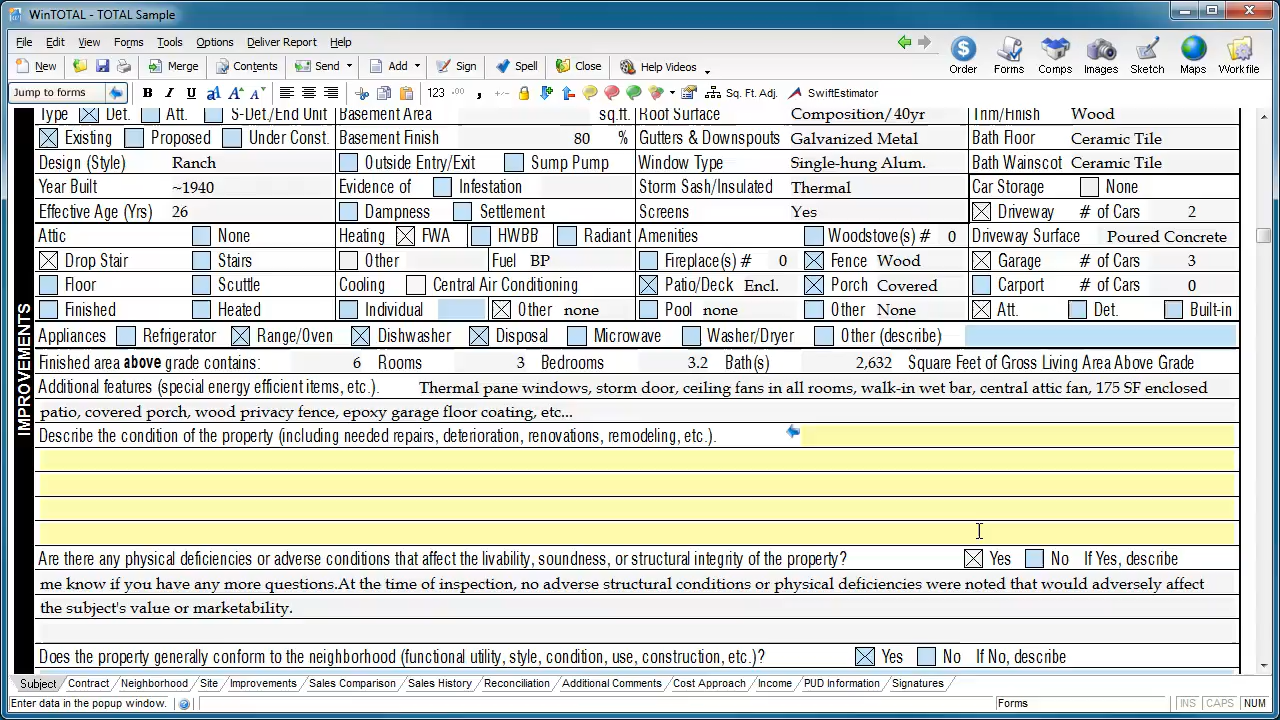 WinTOTAL - TOTAL Sample
File Edit View Forms Tools Options Deliver Report Help
New Merge Contents Send Add Sign Spell Close Help Videos
Order Forms Comps Images Sketch Maps Workfile
Jump to forms B I U aA A A 123 Sq. Ft. Adj. SwiftEstimator
Type Det. Att. S-Det./End Unit Basement Area sq.ft. Roof Surface Composition/40yr Trim/Finish Wood
Existing Proposed Under Const. Basement Finish 80 % Gutters & Downspouts Galvanized Metal Bath Floor Ceramic Tile
Design (Style) Ranch Outside Entry/Exit Sump Pump Window Type Single-hung Alum. Bath Wainscot Ceramic Tile
Year Built ~1940 Evidence of Infestation Storm Sash/Insulated Thermal Car Storage None
Effective Age (Yrs) 26 Dampness Settlement Screens Yes Driveway # of Cars 2
Attic None Heating FWA HWBB Radiant Amenities Woodstove(s) # 0 Driveway Surface Poured Concrete
Drop Stair Stairs Other Fuel BP Fireplace(s) # 0 Fence Wood Garage # of Cars 3
Floor Scuttle Cooling Central Air Conditioning Patio/Deck Encl. Porch Covered Carport # of Cars 0
Finished Heated Individual Other none Pool none Other None Att. Det. Built-in
Appliances Refrigerator Range/Oven Dishwasher Disposal Microwave Washer/Dryer Other (describe)
Finished area above grade contains: 6 Rooms 3 Bedrooms 3.2 Bath(s) 2,632 Square Feet of Gross Living Area Above Grade
Additional features (special energy efficient items, etc.). Thermal pane windows, storm door, ceiling fans in all rooms, walk-in wet bar, central attic fan, 175 SF enclosed
patio, covered porch, wood privacy fence, epoxy garage floor coating, etc...
Describe the condition of the property (including needed repairs, deterioration, renovations, remodeling, etc.).
Are there any physical deficiencies or adverse conditions that affect the livability, soundness, or structural integrity of the property? Yes No If Yes, describe
me know if you have any more questions.At the time of inspection, no adverse structural conditions or physical deficiencies were noted that would adversely affect
the subject's value or marketability.
Does the property generally conform to the neighborhood (functional utility, style, condition, use, construction, etc.)? Yes No If No, describe
IMPROVEMENTS
Subject Contract Neighborhood Site Improvements Sales Comparison Sales History Reconciliation Additional Comments Cost Approach Income PUD Information Signatures
Enter data in the popup window. Forms INS CAPS NUM